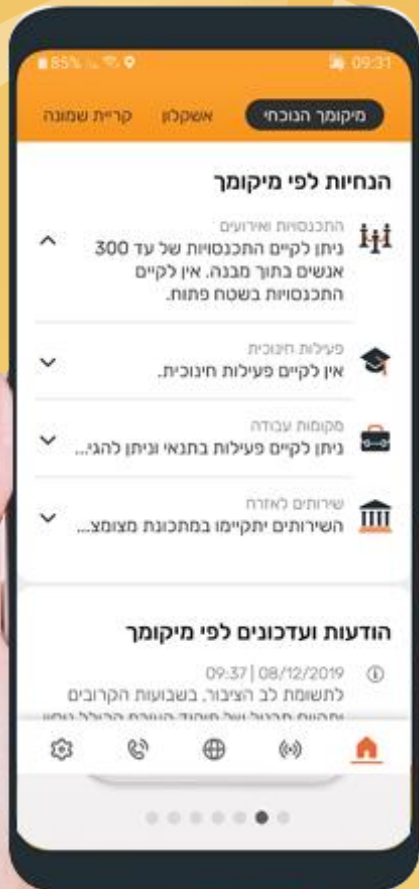 85% 09:31
מיקומך הנוכחי אשקלון קריית שמונה
הנחיות לפי מיקומך
התכנסויות ואירועים
ניתן לקיים התכנסויות של עד 300
אנשים בתוך מבנה. אין לקיים
התכנסויות בשטח פתוח.
פעילות חינוכית
אין לקיים פעילות חינוכית.
מקומות עבודה
ניתן לקיים פעילות בתנאי וניתן להגי...
שירותים לאזרח
השירותים יתקיימו במתכונת מצומצ...
הודעות ועדכונים לפי מיקומך
08/12/2019 | 09:37
לתשומת לב הציבור, בשבועות הקרובים